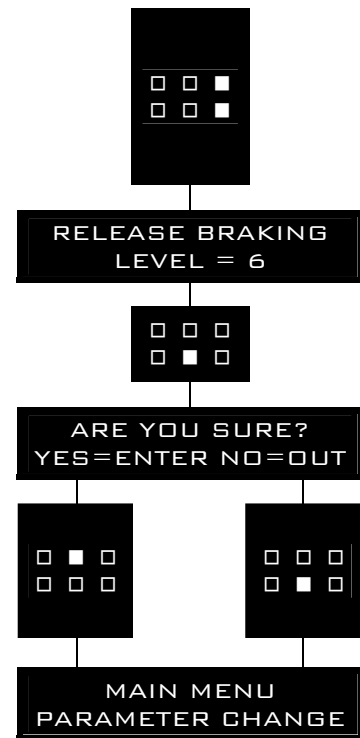 RELEASE BRAKING
LEVEL = 6
ARE YOU SURE?
YES=ENTER NO=OUT
MAIN MENU
PARAMETER CHANGE